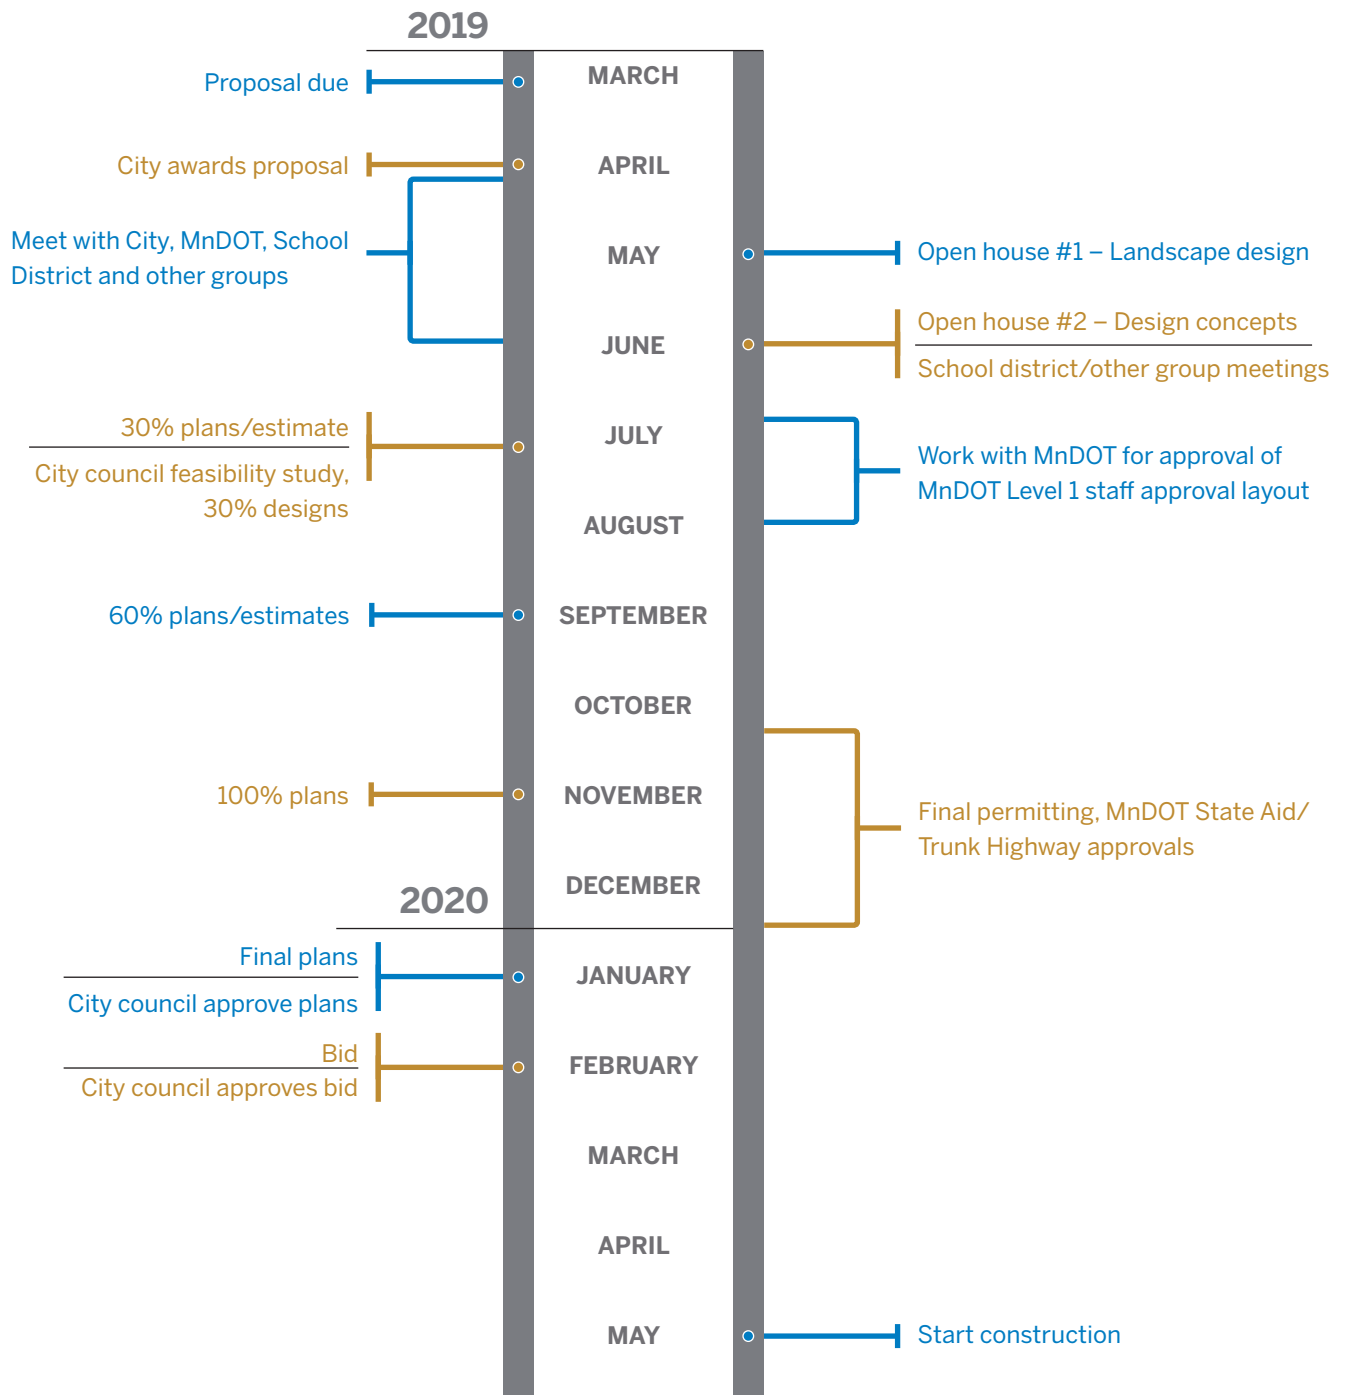 2019
MARCH
Proposal due
APRIL
City awards proposal
Meet with City, MnDOT, School
District and other groups
MAY
Open house #1 – Landscape design
JUNE
Open house #2 – Design concepts
School district/other group meetings
JULY
30% plans/estimate
City council feasibility study,
30% designs
Work with MnDOT for approval of
MnDOT Level 1 staff approval layout
AUGUST
SEPTEMBER
60% plans/estimates
OCTOBER
NOVEMBER
100% plans
Final permitting, MnDOT State Aid/
Trunk Highway approvals
DECEMBER
2020
JANUARY
Final plans
City council approve plans
FEBRUARY
Bid
City council approves bid
MARCH
APRIL
MAY
Start construction